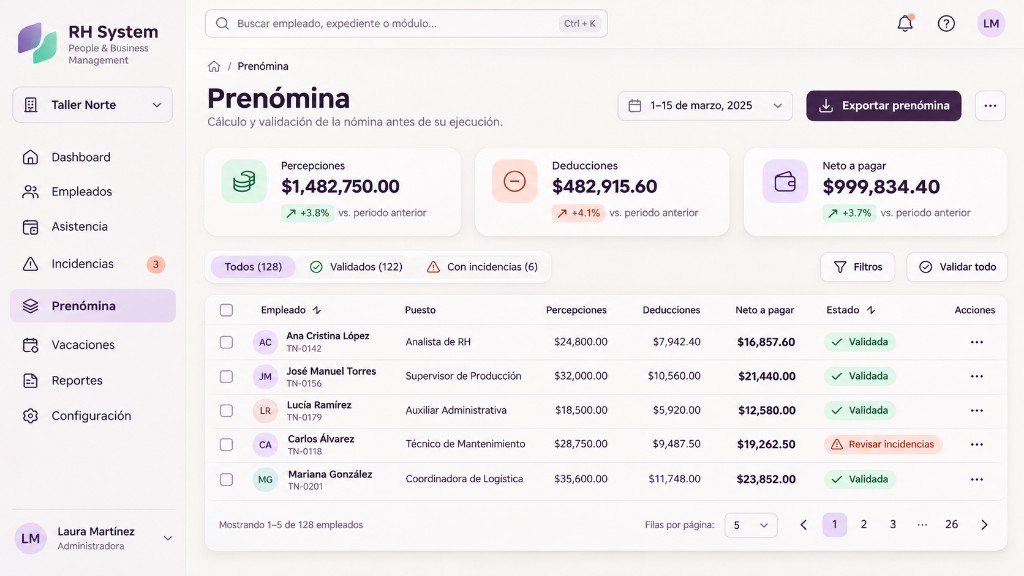 RH System
People & Business
Management
Taller Norte
Dashboard
Empleados
Asistencia
Incidencias 3
Prenómina
Vacaciones
Reportes
Configuración
LM Laura Martínez
Administradora
Buscar empleado, expediente o módulo... Ctrl + K
LM
/ Prenómina
Prenómina
Cálculo y validación de la nómina antes de su ejecución.
1–15 de marzo, 2025
Exportar prenómina
Percepciones
$1,482,750.00
+3.8% vs. periodo anterior
Deducciones
$482,915.60
+4.1% vs. periodo anterior
Neto a pagar
$999,834.40
+3.7% vs. periodo anterior
Todos (128) Validados (122) Con incidencias (6)
Filtros Validar todo
Empleado Puesto Percepciones Deducciones Neto a pagar Estado Acciones
AC Ana Cristina López
TN-0142 Analista de RH $24,800.00 $7,942.40 $16,857.60 Validada
JM José Manuel Torres
TN-0156 Supervisor de Producción $32,000.00 $10,560.00 $21,440.00 Validada
LR Lucía Ramírez
TN-0179 Auxiliar Administrativa $18,500.00 $5,920.00 $12,580.00 Validada
CA Carlos Álvarez
TN-0118 Técnico de Mantenimiento $28,750.00 $9,487.50 $19,262.50 Revisar incidencias
MG Mariana González
TN-0201 Coordinadora de Logística $35,600.00 $11,748.00 $23,852.00 Validada
Mostrando 1–5 de 128 empleados
Filas por página: 5
1 2 3 ... 26